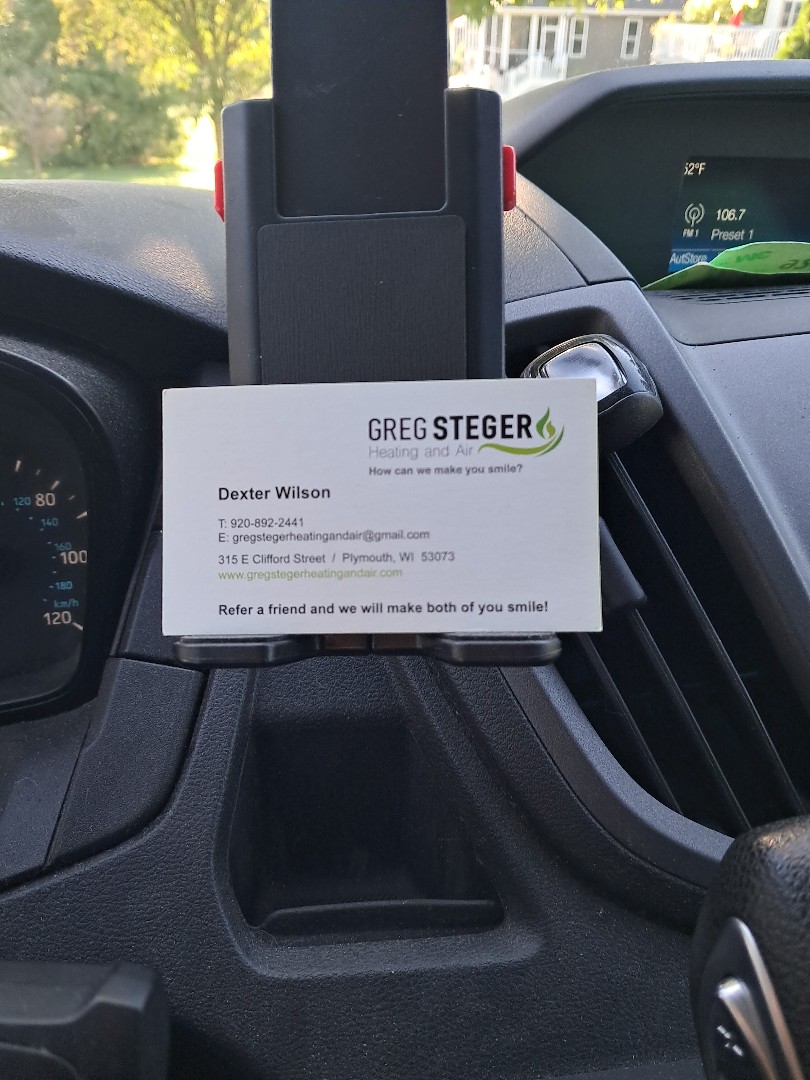 52°F
106.7
FM 1 Preset 1
AutStore
GREG STEGER
Heating and Air
How can we make you smile?
Dexter Wilson
T: 920-892-2441
E: gregstegerheatingandair@gmail.com
315 E Clifford Street / Plymouth, WI 53073
www.gregstegerheatingandair.com
Refer a friend and we will make both of you smile!
120 80
140
160
100
180
km/h
120